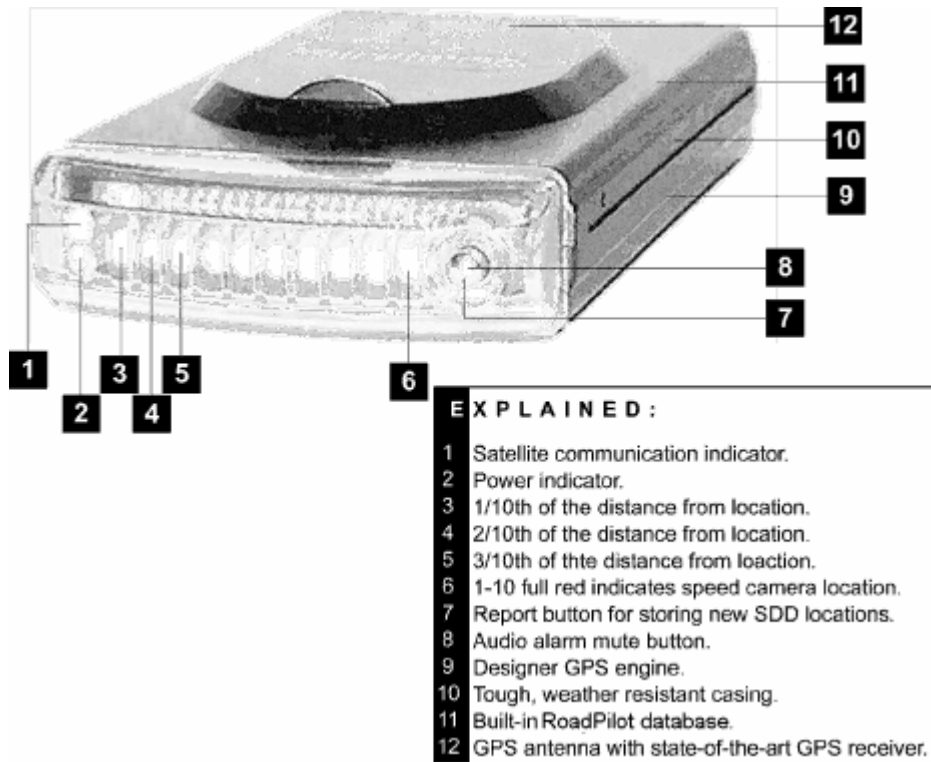 12
11
10
9
8
7
1
3
5
6
2
4
EXPLAINED:
1 Satellite communication indicator.
2 Power indicator.
3 1/10th of the distance from location.
4 2/10th of the distance from location.
5 3/10th of thte distance from loaction.
6 1-10 full red indicates speed camera location.
7 Report button for storing new SDD locations.
8 Audio alarm mute button.
9 Designer GPS engine.
10 Tough, weather resistant casing.
11 Built-in RoadPilot database.
12 GPS antenna with state-of-the-art GPS receiver.